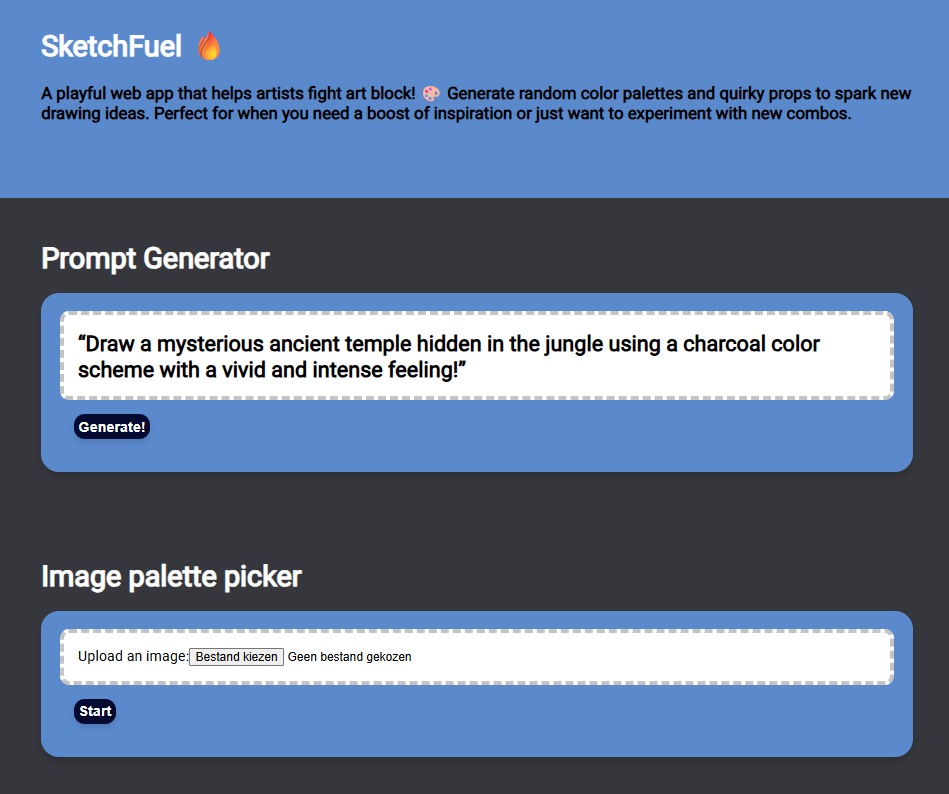 SketchFuel 🔥
A playful web app that helps artists fight art block! 🎨 Generate random color palettes and quirky props to spark new
drawing ideas. Perfect for when you need a boost of inspiration or just want to experiment with new combos.
Prompt Generator
“Draw a mysterious ancient temple hidden in the jungle using a charcoal color
scheme with a vivid and intense feeling!”
Generate!
Image palette picker
Upload an image: Bestand kiezen Geen bestand gekozen
Start